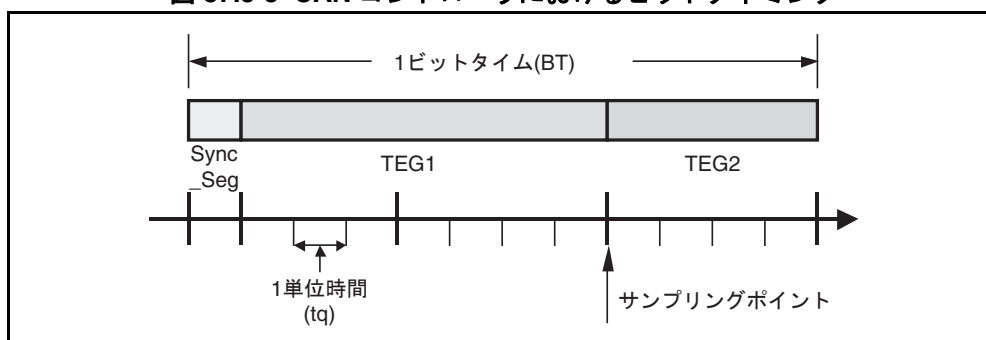 1ビットタイム(BT)
Sync
_Seg
TEG1
TEG2
1単位時間
(tq)
サンプリングポイント